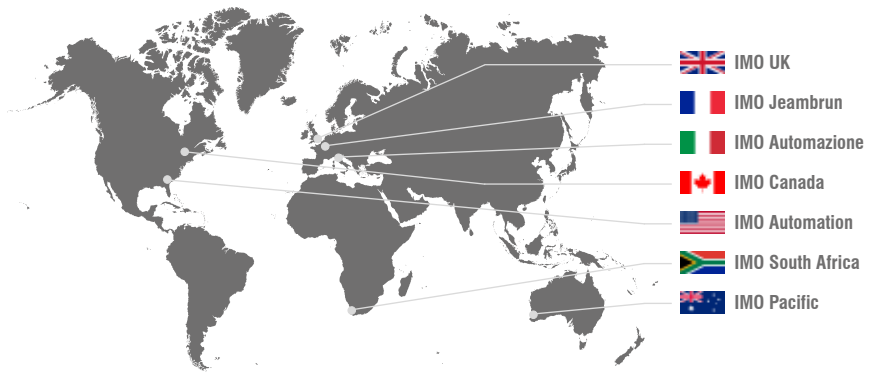 IMO UK
IMO Jeambrun
IMO Automazione
IMO Canada
IMO Automation
IMO South Africa
IMO Pacific